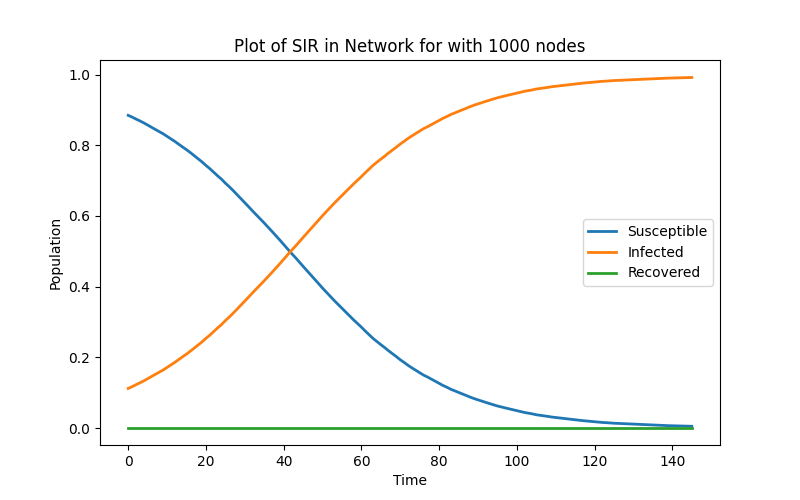 Plot of SIR in Network for with 1000 nodes
1.0
0.8
0.6
0.4
0.2
0.0
Population
Susceptible
Infected
Recovered
0 20 40 60 80 100 120 140
Time